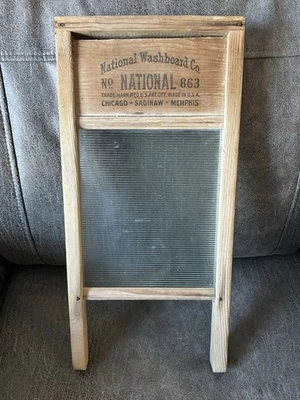 National Washboard Co
No NATIONAL 863
TRADE MARK REG. U.S. PAT. OFF. MADE IN U.S.A.
CHICAGO - SAGINAW - MEMPHIS